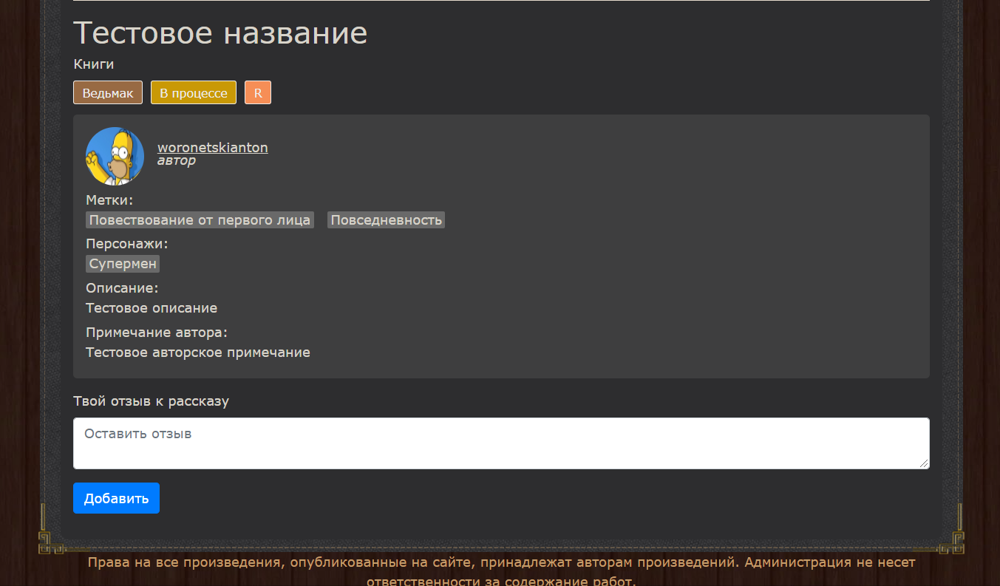 Тестовое название
Книги
Ведьмак В процессе R
woronetskianton
автор
Метки:
Повествование от первого лица Повседневность
Персонажи:
Супермен
Описание:
Тестовое описание
Примечание автора:
Тестовое авторское примечание
Твой отзыв к рассказу
Оставить отзыв
Добавить
Права на все произведения, опубликованные на сайте, принадлежат авторам произведений. Администрация не несет
ответственности за содержание работ.